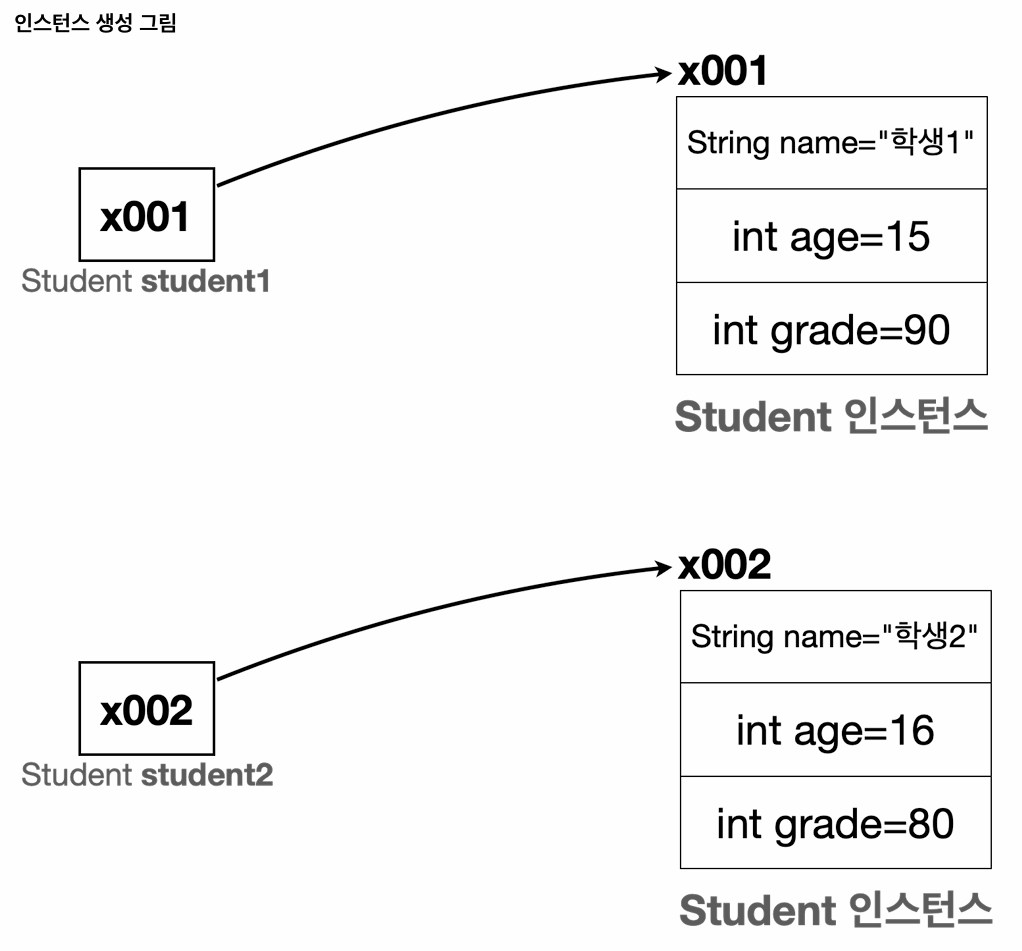 인스턴스 생성 그림
x001
String name="학생1"
int age=15
int grade=90
Student 인스턴스
x001
Student student1
x002
String name="학생2"
int age=16
int grade=80
Student 인스턴스
x002
Student student2